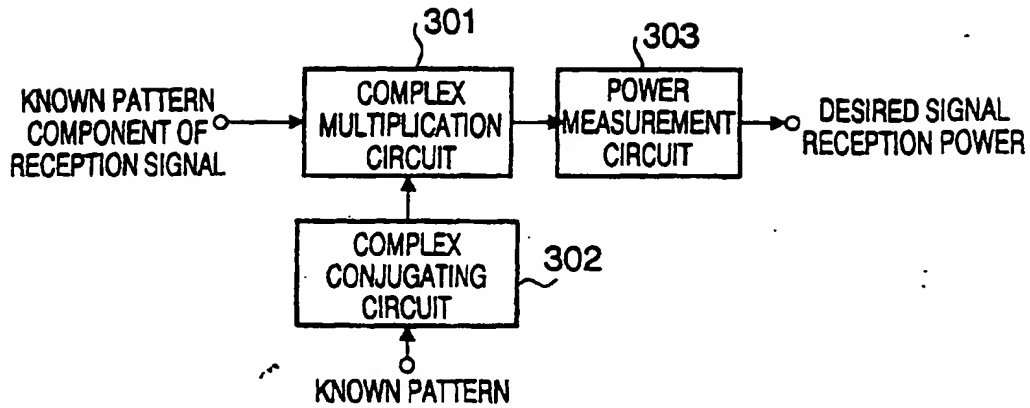 301
303
KNOWN PATTERN
COMPONENT OF
RECEPTION SIGNAL
COMPLEX
MULTIPLICATION
CIRCUIT
POWER
MEASUREMENT
CIRCUIT
DESIRED SIGNAL
RECEPTION POWER
COMPLEX
CONJUGATING
CIRCUIT
302
KNOWN PATTERN